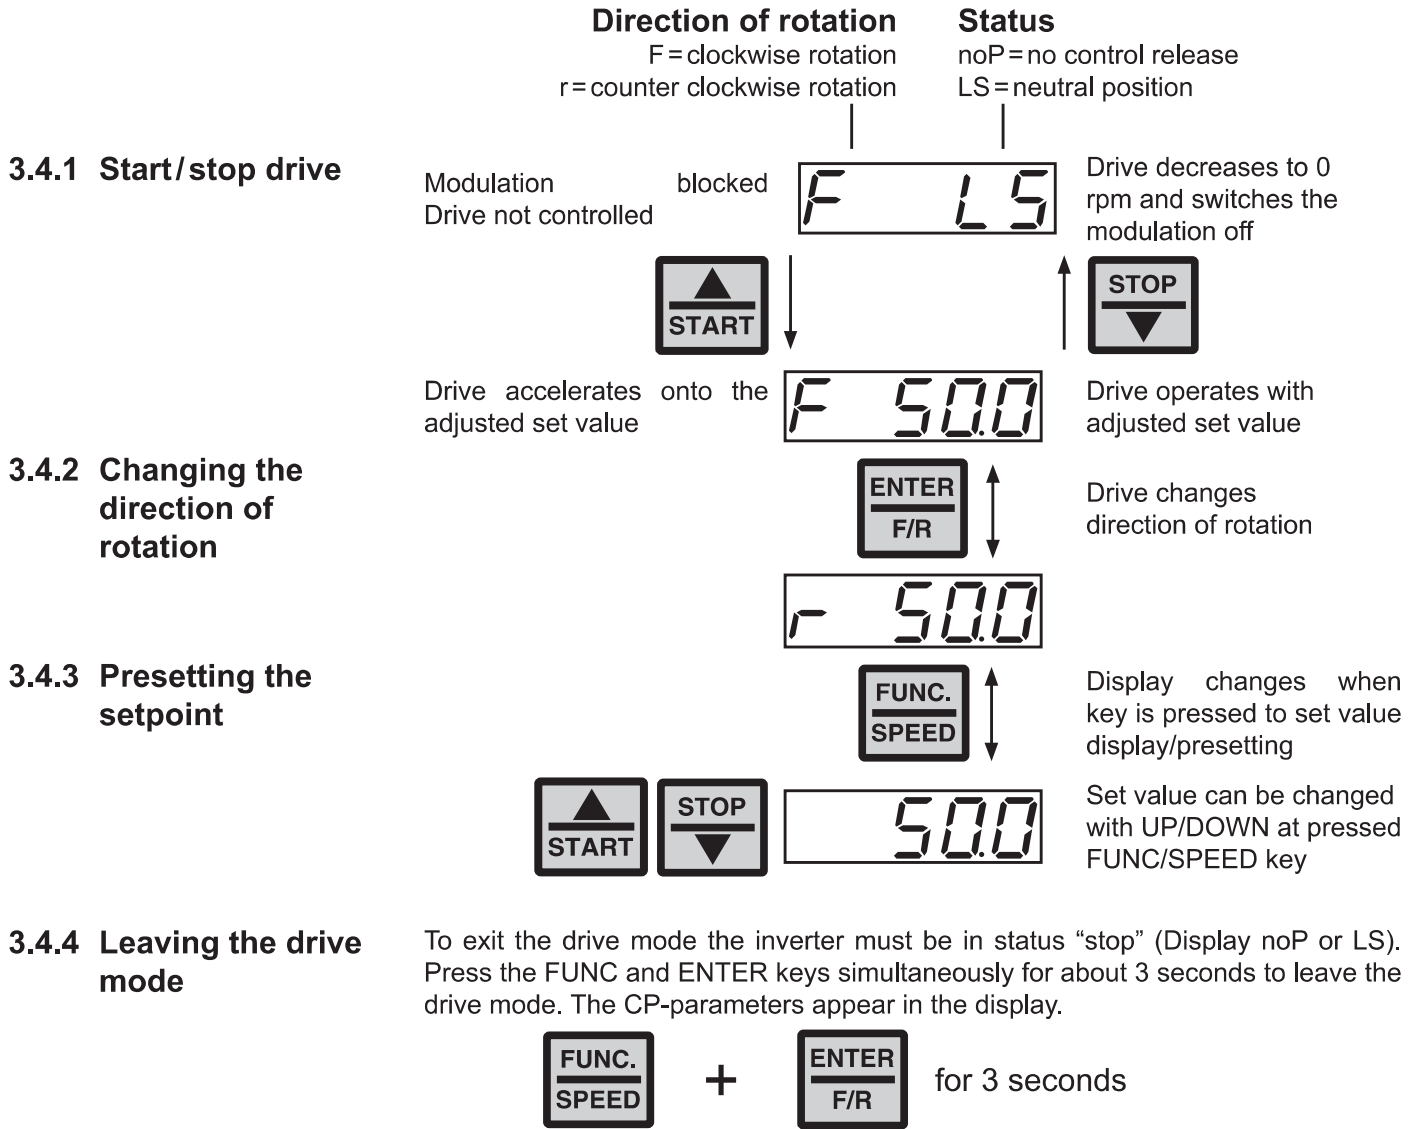 Direction of rotation
F = clockwise rotation
r = counter clockwise rotation
Status
noP = no control release
LS = neutral position
3.4.1 Start / stop drive
Modulation blocked
Drive not controlled
F LS
Drive decreases to 0
rpm and switches the
modulation off
START
STOP
Drive accelerates onto the
adjusted set value
F 50.0
Drive operates with
adjusted set value
3.4.2 Changing the
direction of
rotation
ENTER
F/R
Drive changes
direction of rotation
r 50.0
3.4.3 Presetting the
setpoint
FUNC.
SPEED
Display changes when
key is pressed to set value
display/presetting
START
STOP
50.0
Set value can be changed
with UP/DOWN at pressed
FUNC/SPEED key
3.4.4 Leaving the drive
mode
To exit the drive mode the inverter must be in status “stop” (Display noP or LS).
Press the FUNC and ENTER keys simultaneously for about 3 seconds to leave the
drive mode. The CP-parameters appear in the display.
FUNC.
SPEED
+
ENTER
F/R
for 3 seconds